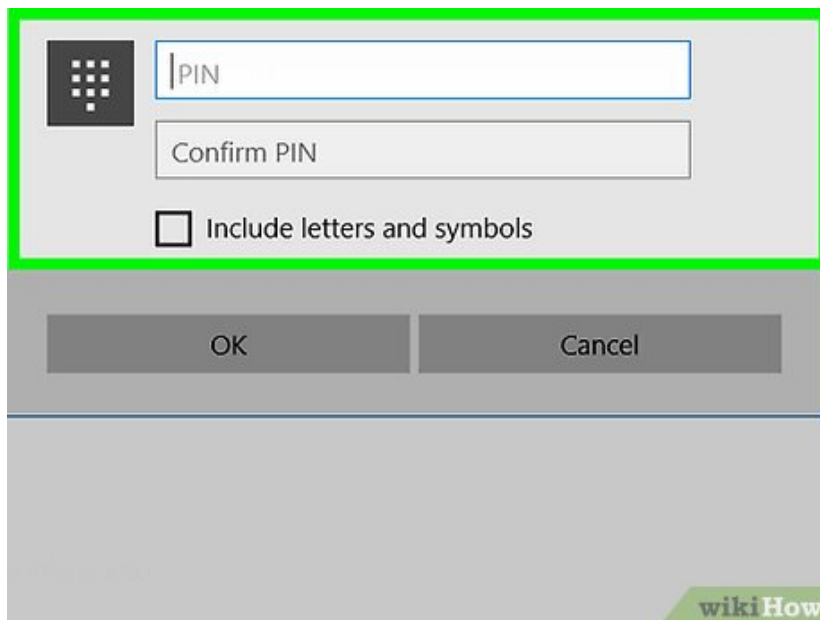 PIN
Confirm PIN
Include letters and symbols
OK Cancel
wikiHow